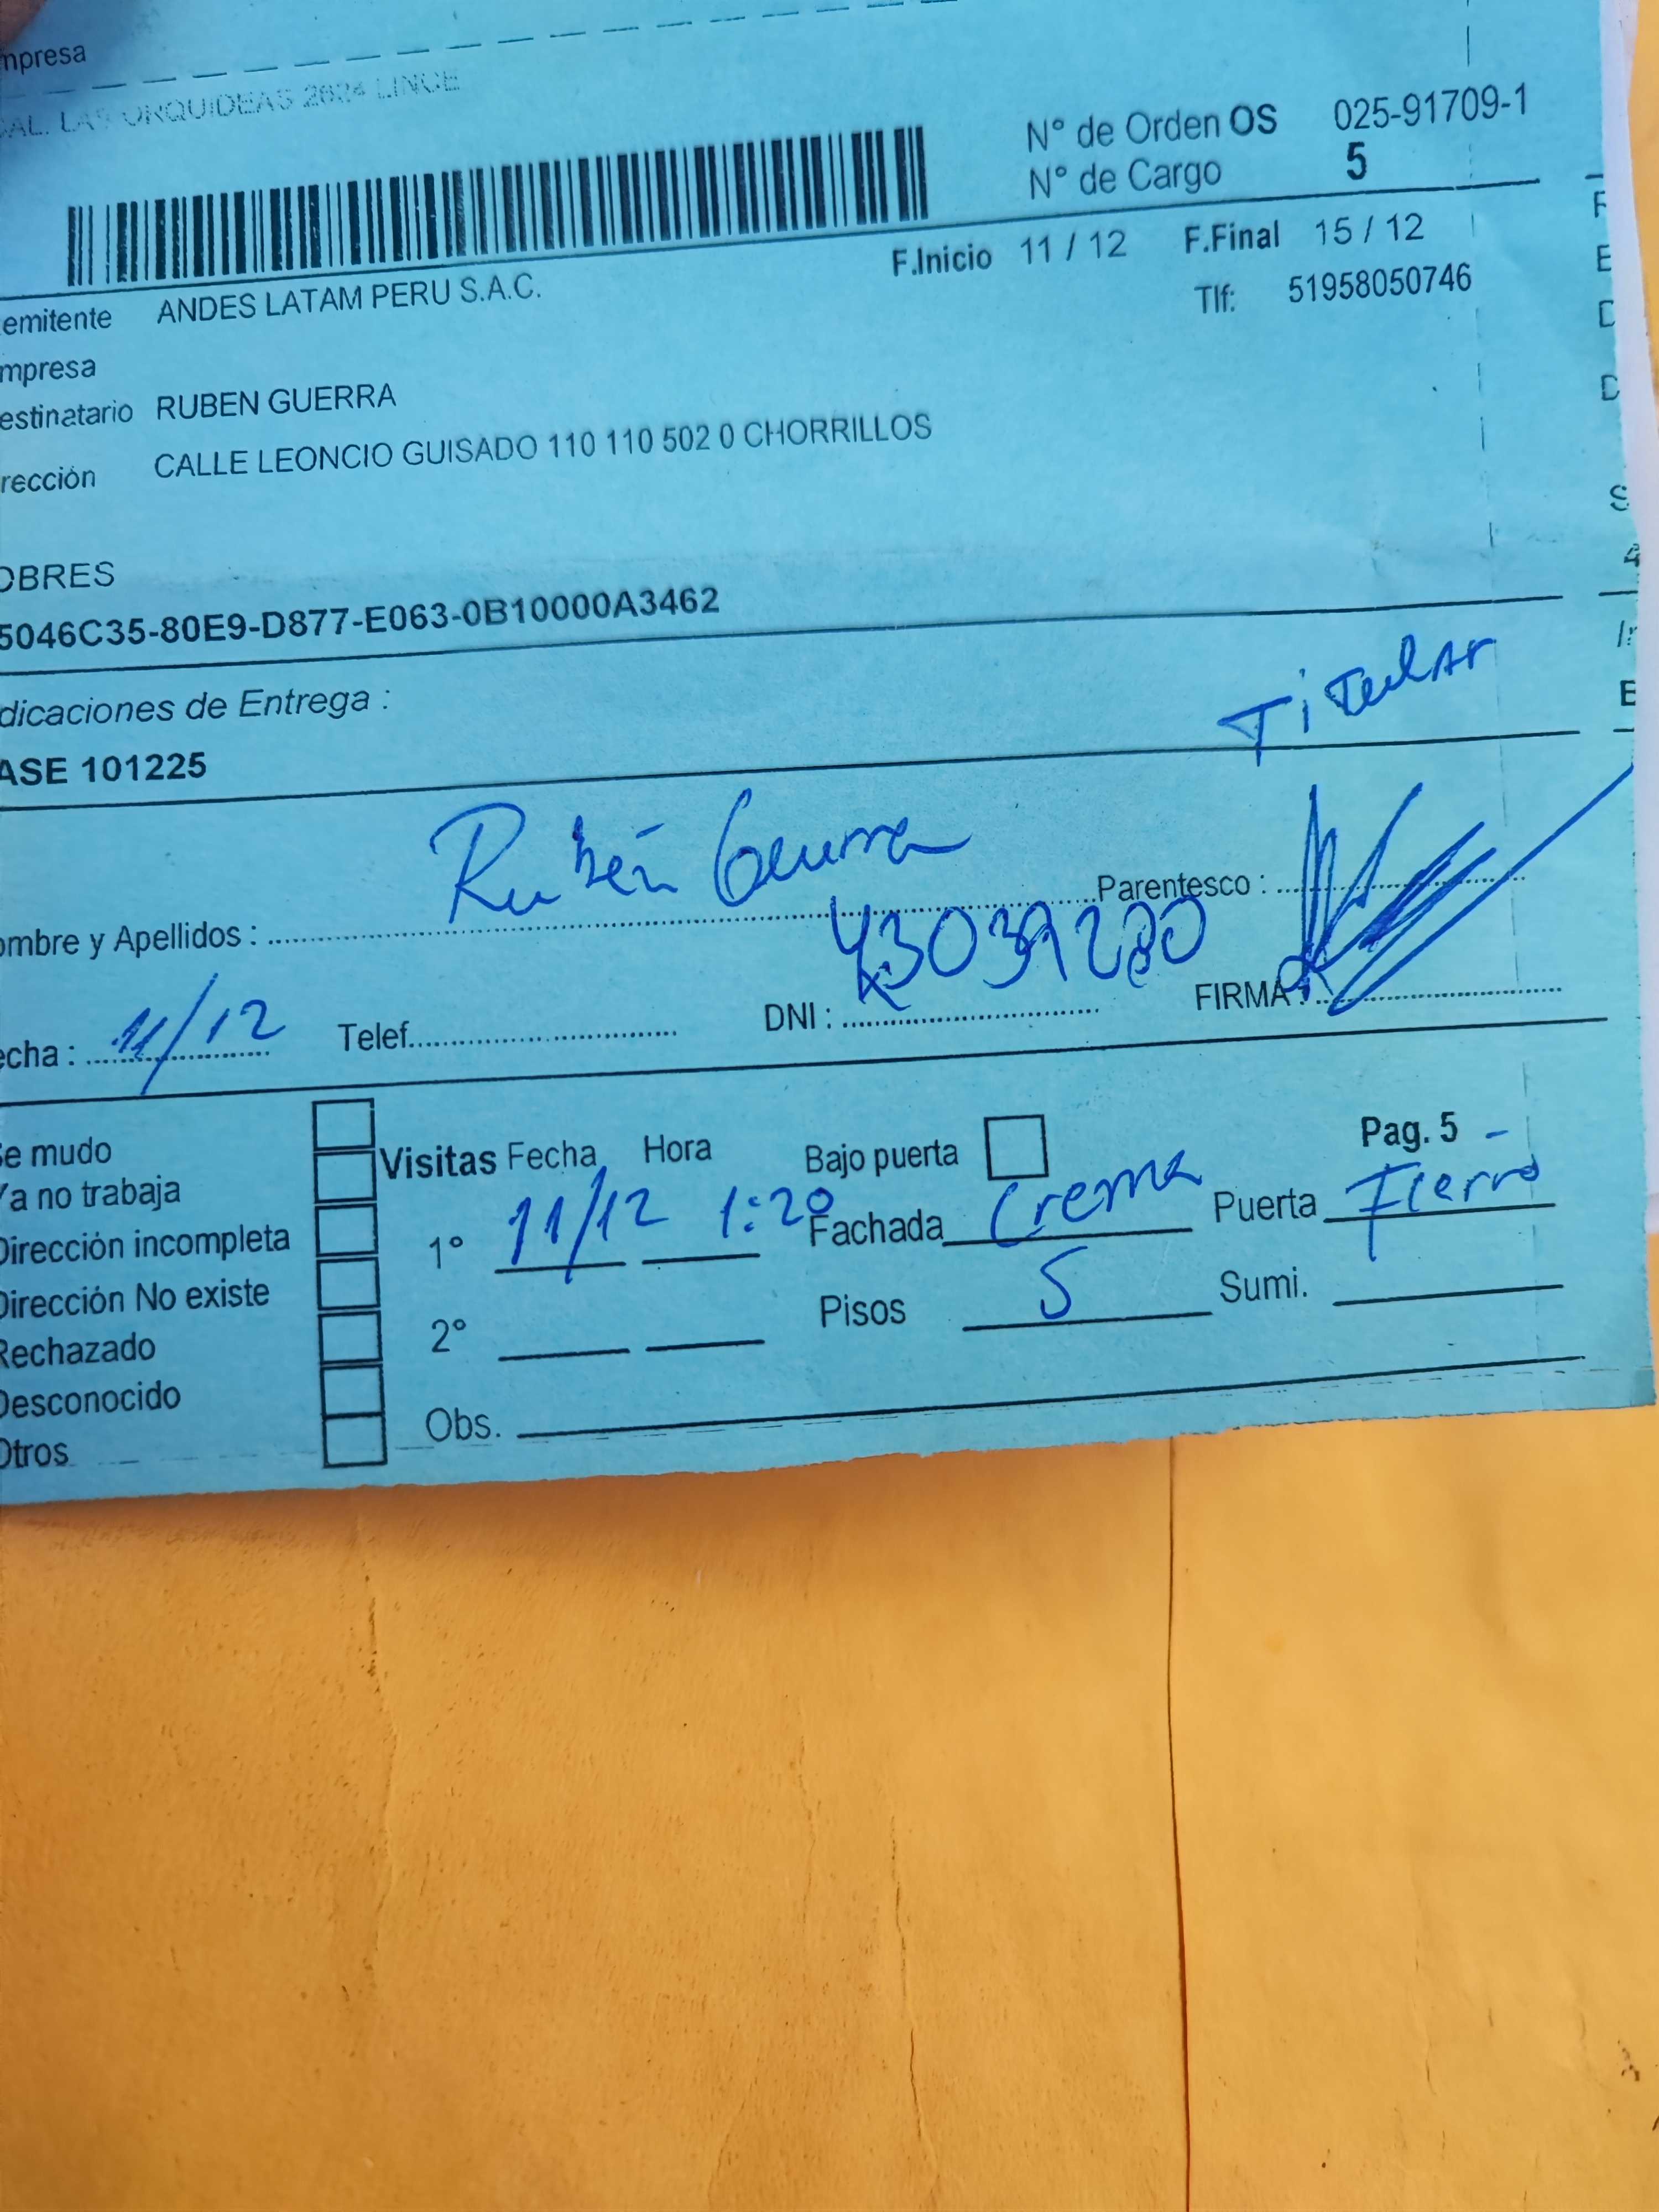 mpresa
AL. LAS ORQUIDEAS 2624 LINCE
N° de Orden OS 025-91709-1
N° de Cargo 5
F.Inicio 11 / 12 F.Final 15 / 12
emitente ANDES LATAM PERU S.A.C.
Tlf: 51958050746
mpresa
estinatario RUBEN GUERRA
rección CALLE LEONCIO GUISADO 110 110 502 0 CHORRILLOS
OBRES
5046C35-80E9-D877-E063-0B10000A3462
dicaciones de Entrega :
Titular
ASE 101225
ombre y Apellidos : Rubén Guerra Parentesco :
echa : 11/12 Telef. DNI : FIRMA :
Se mudo
Ya no trabaja
Dirección incompleta
Dirección No existe
Rechazado
Desconocido
Otros
Visitas Fecha Hora Bajo puerta Pag. 5
1° 11/12 1:20 Fachada Crema Puerta Fierro
2° Pisos 5 Sumi.
Obs.